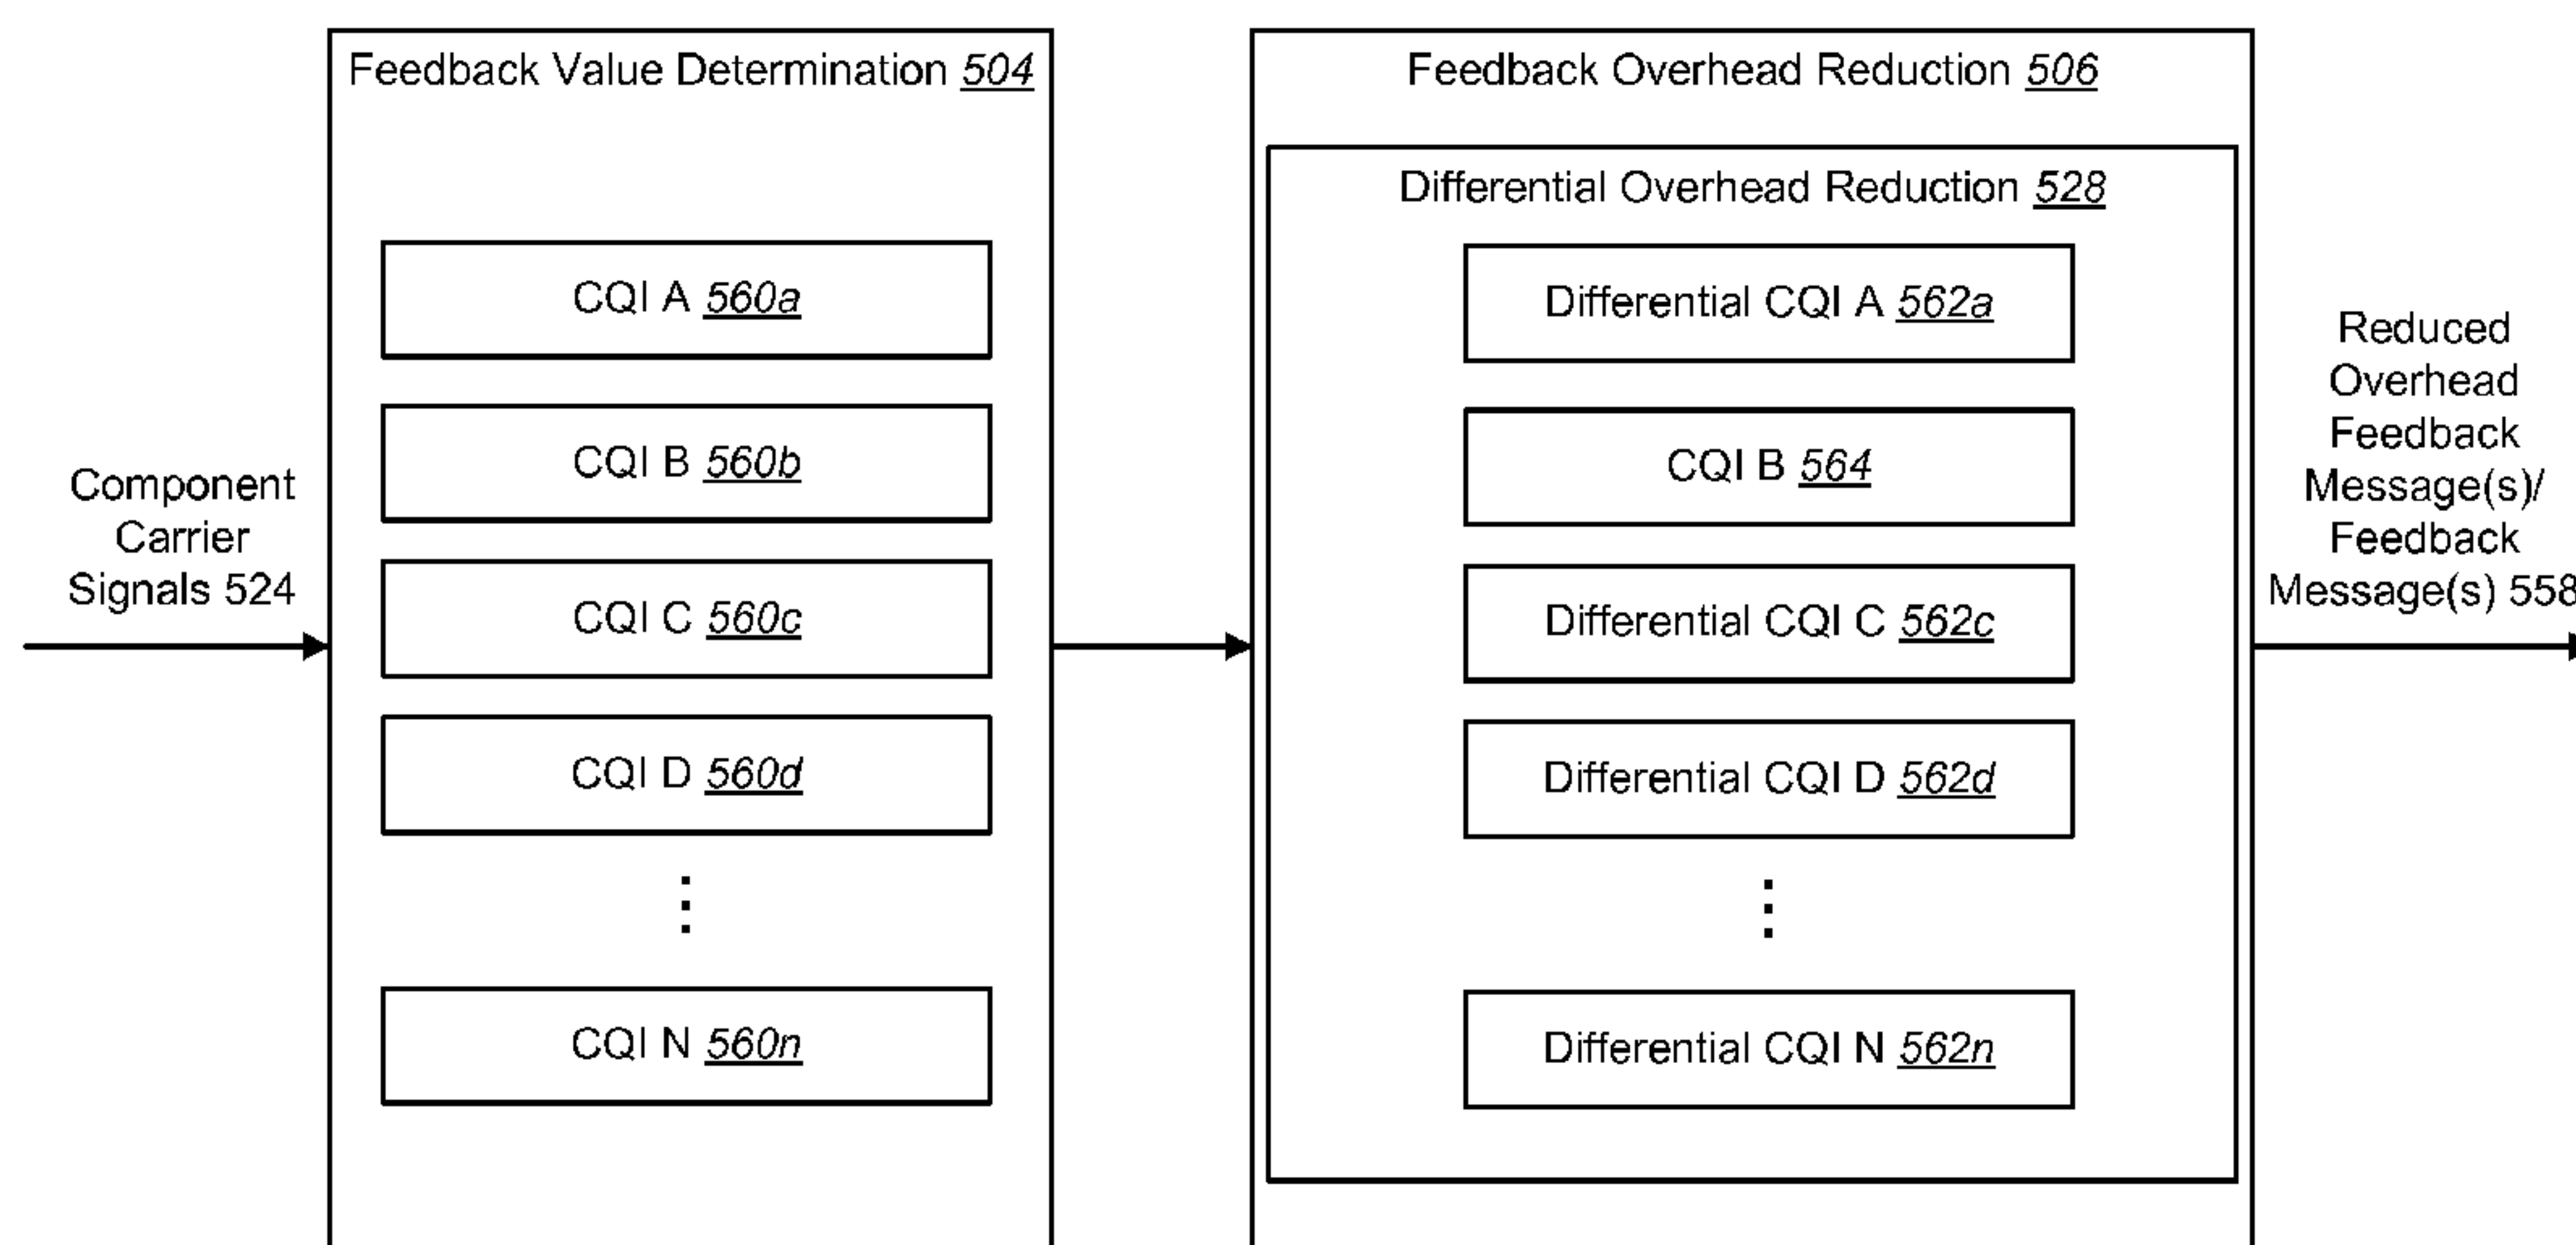 Feedback Value Determination 504
Feedback Overhead Reduction 506
Differential Overhead Reduction 528
Component
Carrier
Signals 524
CQI A 560a
CQI B 560b
CQI C 560c
CQI D 560d
⋮
CQI N 560n
Differential CQI A 562a
CQI B 564
Differential CQI C 562c
Differential CQI D 562d
⋮
Differential CQI N 562n
Reduced
Overhead
Feedback
Message(s)/
Feedback
Message(s) 558